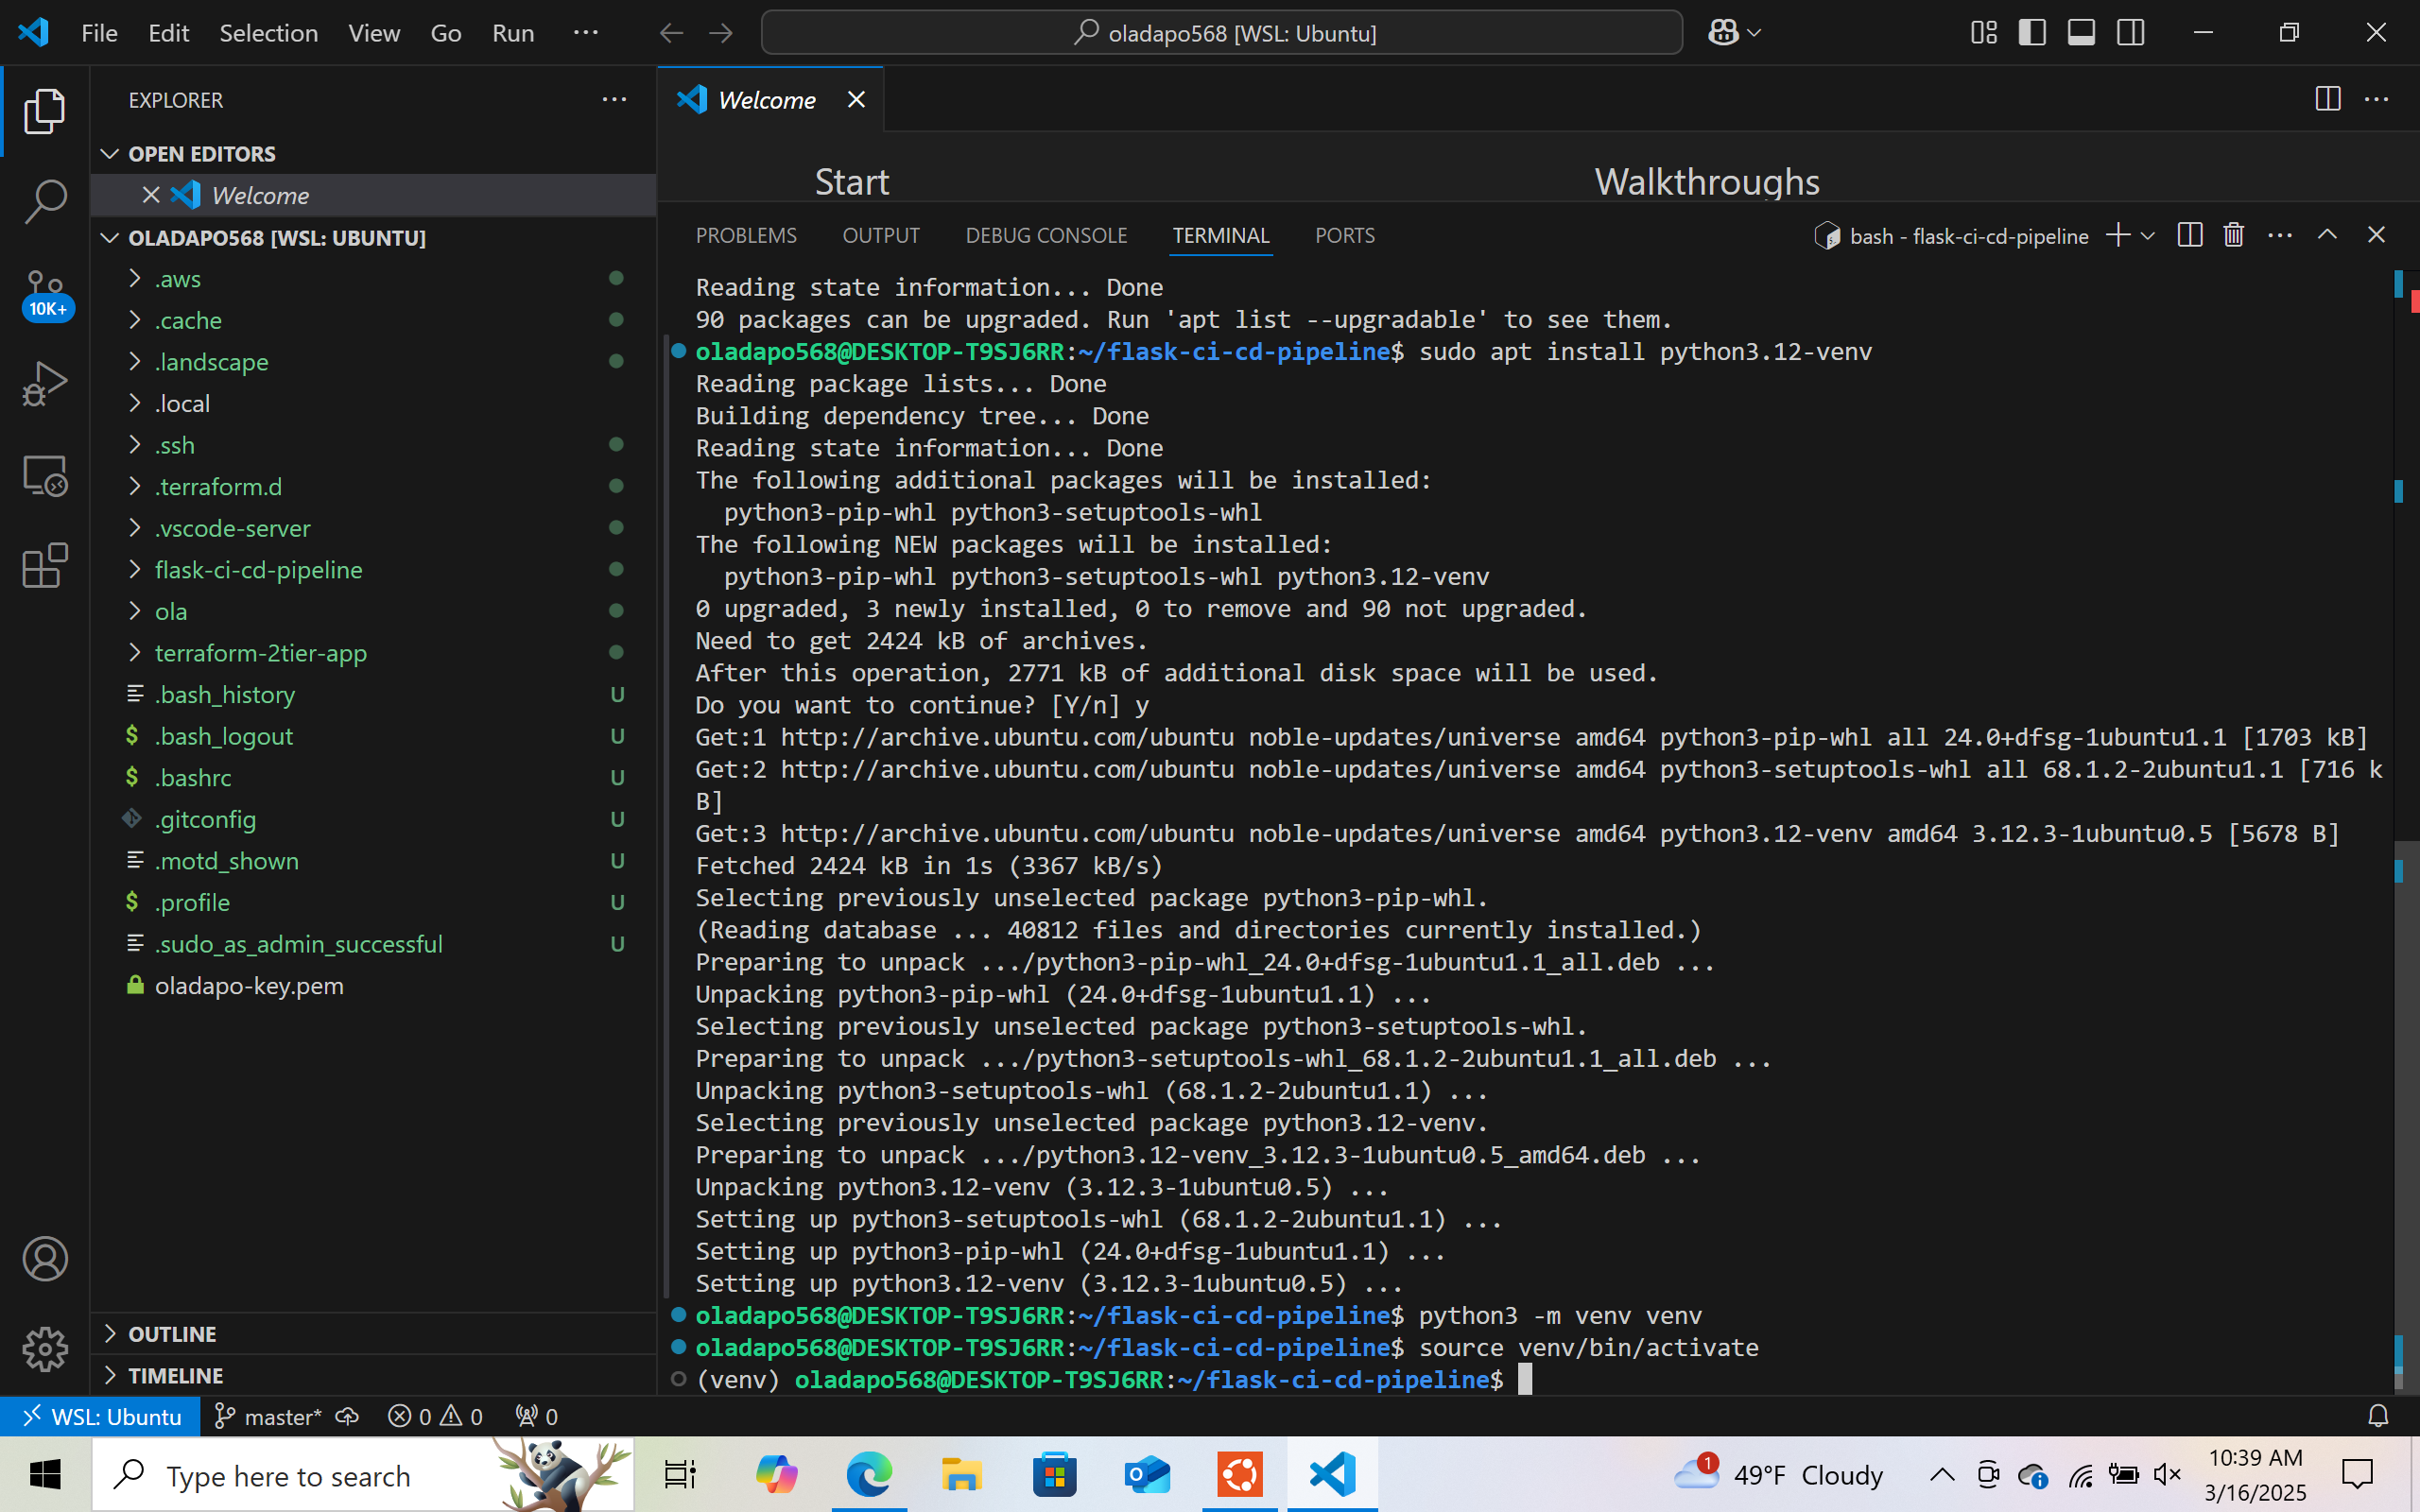 File Edit Selection View Go Run ···
oladapo568 [WSL: Ubuntu]
EXPLORER
OPEN EDITORS
Welcome
OLADAPO568 [WSL: UBUNTU]
.aws
.cache
10K+
.landscape
.local
.ssh
.terraform.d
.vscode-server
flask-ci-cd-pipeline
ola
terraform-2tier-app
.bash_history U
$ .bash_logout U
$ .bashrc U
.gitconfig U
.motd_shown U
$ .profile U
.sudo_as_admin_successful U
oladapo-key.pem
OUTLINE
TIMELINE
Welcome
Start Walkthroughs
PROBLEMS OUTPUT DEBUG CONSOLE TERMINAL PORTS bash - flask-ci-cd-pipeline
Reading state information... Done
90 packages can be upgraded. Run 'apt list --upgradable' to see them.
oladapo568@DESKTOP-T9SJ6RR:~/flask-ci-cd-pipeline$ sudo apt install python3.12-venv
Reading package lists... Done
Building dependency tree... Done
Reading state information... Done
The following additional packages will be installed:
python3-pip-whl python3-setuptools-whl
The following NEW packages will be installed:
python3-pip-whl python3-setuptools-whl python3.12-venv
0 upgraded, 3 newly installed, 0 to remove and 90 not upgraded.
Need to get 2424 kB of archives.
After this operation, 2771 kB of additional disk space will be used.
Do you want to continue? [Y/n] y
Get:1 http://archive.ubuntu.com/ubuntu noble-updates/universe amd64 python3-pip-whl all 24.0+dfsg-1ubuntu1.1 [1703 kB]
Get:2 http://archive.ubuntu.com/ubuntu noble-updates/universe amd64 python3-setuptools-whl all 68.1.2-2ubuntu1.1 [716 k
B]
Get:3 http://archive.ubuntu.com/ubuntu noble-updates/universe amd64 python3.12-venv amd64 3.12.3-1ubuntu0.5 [5678 B]
Fetched 2424 kB in 1s (3367 kB/s)
Selecting previously unselected package python3-pip-whl.
(Reading database ... 40812 files and directories currently installed.)
Preparing to unpack .../python3-pip-whl_24.0+dfsg-1ubuntu1.1_all.deb ...
Unpacking python3-pip-whl (24.0+dfsg-1ubuntu1.1) ...
Selecting previously unselected package python3-setuptools-whl.
Preparing to unpack .../python3-setuptools-whl_68.1.2-2ubuntu1.1_all.deb ...
Unpacking python3-setuptools-whl (68.1.2-2ubuntu1.1) ...
Selecting previously unselected package python3.12-venv.
Preparing to unpack .../python3.12-venv_3.12.3-1ubuntu0.5_amd64.deb ...
Unpacking python3.12-venv (3.12.3-1ubuntu0.5) ...
Setting up python3-setuptools-whl (68.1.2-2ubuntu1.1) ...
Setting up python3-pip-whl (24.0+dfsg-1ubuntu1.1) ...
Setting up python3.12-venv (3.12.3-1ubuntu0.5) ...
oladapo568@DESKTOP-T9SJ6RR:~/flask-ci-cd-pipeline$ python3 -m venv venv
oladapo568@DESKTOP-T9SJ6RR:~/flask-ci-cd-pipeline$ source venv/bin/activate
(venv) oladapo568@DESKTOP-T9SJ6RR:~/flask-ci-cd-pipeline$
WSL: Ubuntu master* 0 0 0
Type here to search
1 49°F Cloudy
10:39 AM
3/16/2025